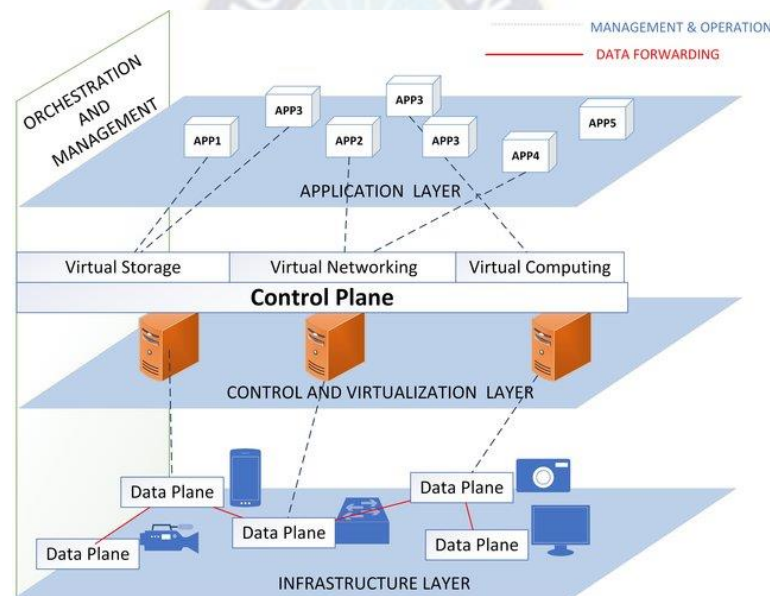 MANAGEMENT & OPERATION
DATA FORWARDING
ORCHESTRATION
AND
MANAGEMENT
APP3
APP3
APP1
APP2
APP3
APP5
APP4
APPLICATION LAYER
Virtual Storage
Virtual Networking
Virtual Computing
Control Plane
CONTROL AND VIRTUALIZATION LAYER
Data Plane
Data Plane
Data Plane
Data Plane
Data Plane
INFRASTRUCTURE LAYER